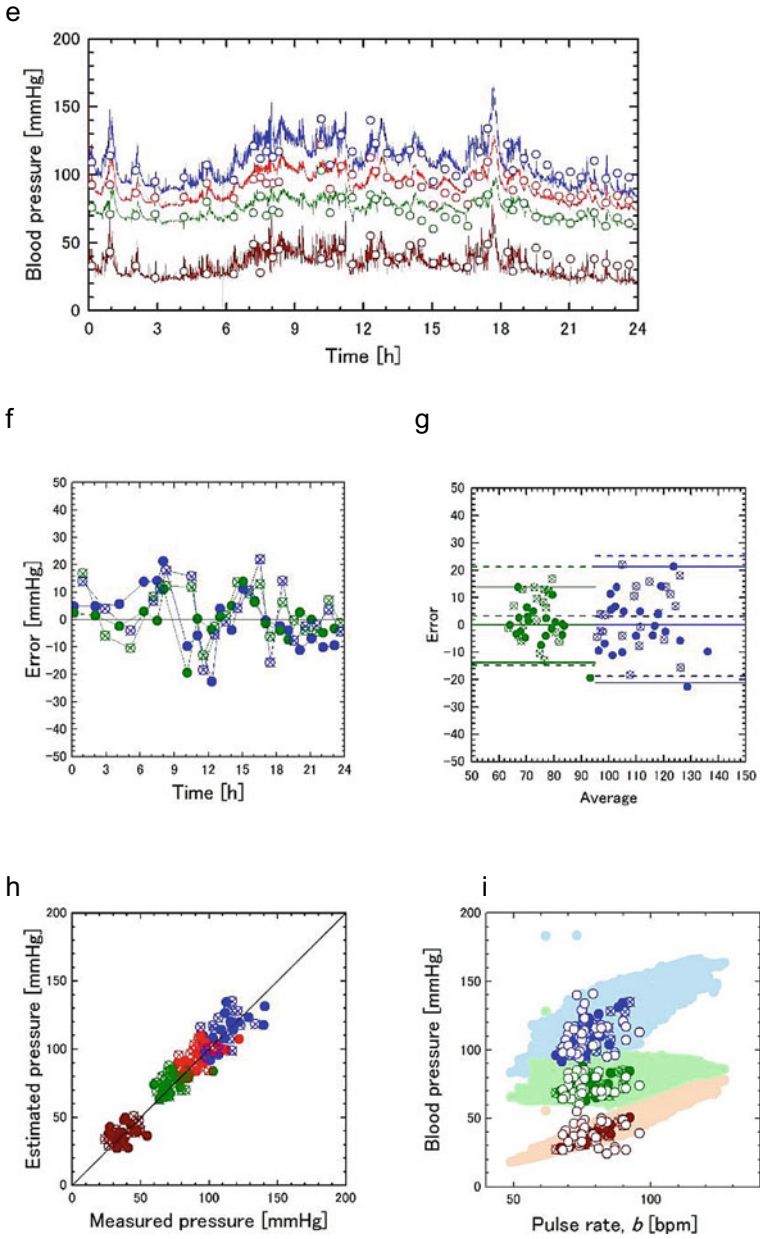 e
200
150
100
50
0
Blood pressure [mmHg]
0 3 6 9 12 15 18 21 24
Time [h]
f g
50
40
30
20
10
0
-10
-20
-30
-40
-50
Error [mmHg]
0 3 6 9 12 15 18 21 24
Time [h]
50
40
30
20
10
0
-10
-20
-30
-40
-50
Error
50 60 70 80 90 100 110 120 130 140 150
Average
h i
200
150
100
50
0
Estimated pressure [mmHg]
0 50 100 150 200
Measured pressure [mmHg]
200
150
100
50
0
Blood pressure [mmHg]
50 100
Pulse rate, b [bpm]